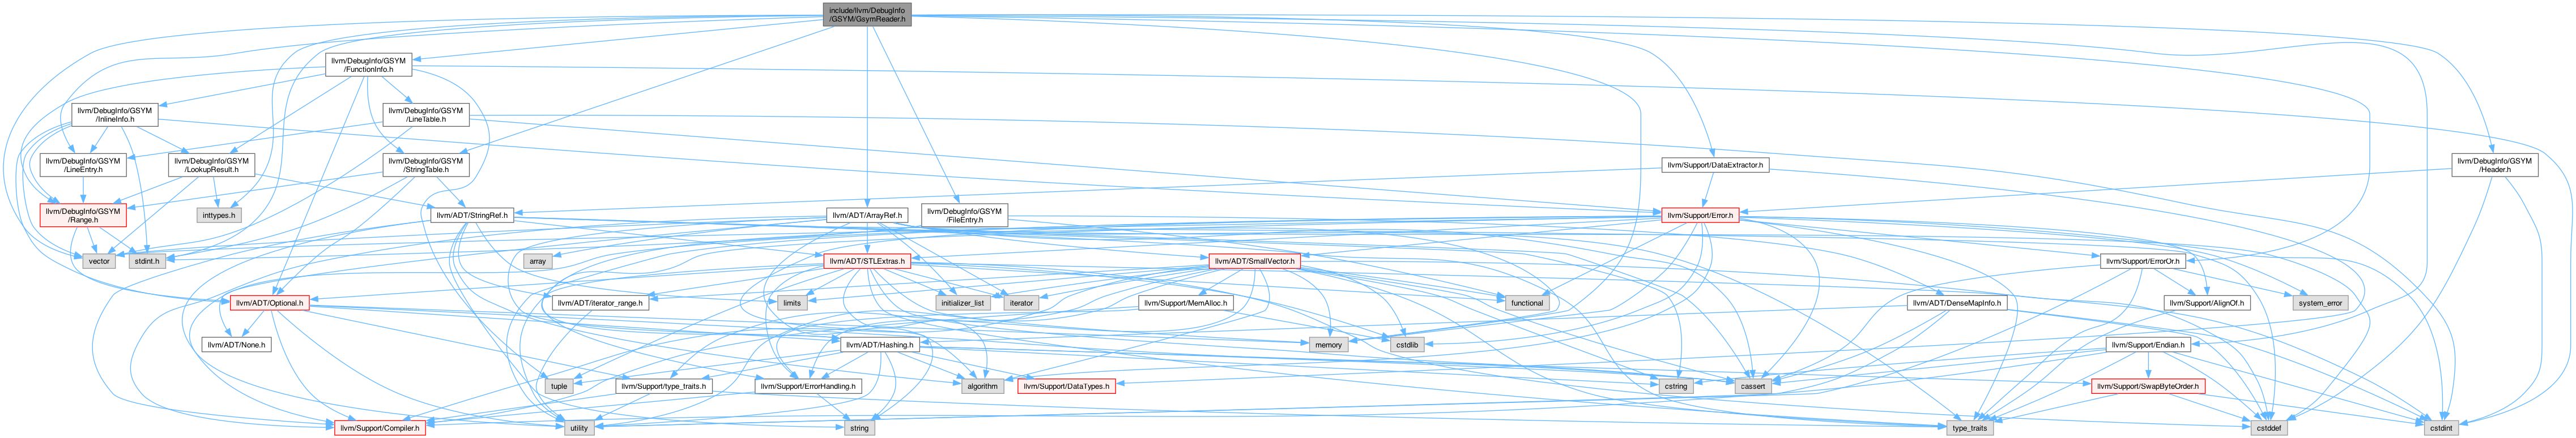 include/llvm/DebugInfo
/GSYM/GsymReader.h
llvm/DebugInfo/GSYM
/FunctionInfo.h
llvm/DebugInfo/GSYM
/InlineInfo.h
llvm/DebugInfo/GSYM
/LineTable.h
llvm/DebugInfo/GSYM
/LineEntry.h
llvm/DebugInfo/GSYM
/LookupResult.h
llvm/DebugInfo/GSYM
/StringTable.h
llvm/Support/DataExtractor.h
llvm/DebugInfo/GSYM
/Header.h
llvm/DebugInfo/GSYM
/Range.h
inttypes.h
llvm/ADT/StringRef.h
llvm/ADT/ArrayRef.h
llvm/DebugInfo/GSYM
/FileEntry.h
llvm/Support/Error.h
vector
stdint.h
array
llvm/ADT/STLExtras.h
llvm/ADT/SmallVector.h
llvm/Support/ErrorOr.h
llvm/ADT/Optional.h
llvm/ADT/iterator_range.h
limits
initializer_list
iterator
llvm/Support/MemAlloc.h
functional
llvm/ADT/DenseMapInfo.h
llvm/Support/AlignOf.h
system_error
llvm/ADT/None.h
llvm/ADT/Hashing.h
memory
cstdlib
llvm/Support/Endian.h
tuple
llvm/Support/type_traits.h
llvm/Support/ErrorHandling.h
algorithm
llvm/Support/DataTypes.h
cstring
cassert
llvm/Support/SwapByteOrder.h
llvm/Support/Compiler.h
utility
string
type_traits
cstddef
cstdint